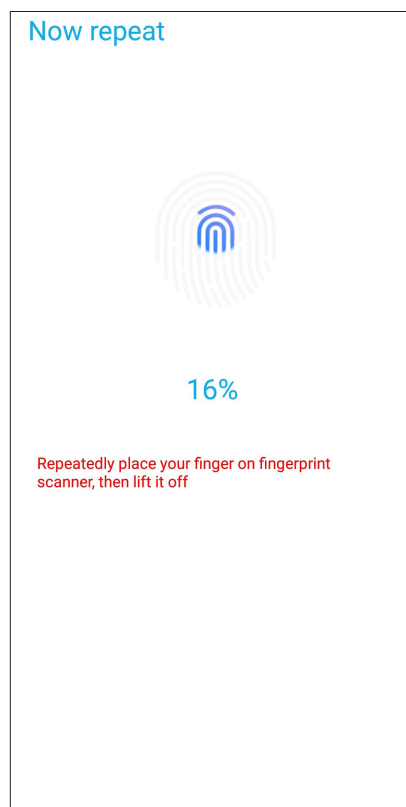 Now repeat
16%
Repeatedly place your finger on fingerprint
scanner, then lift it off